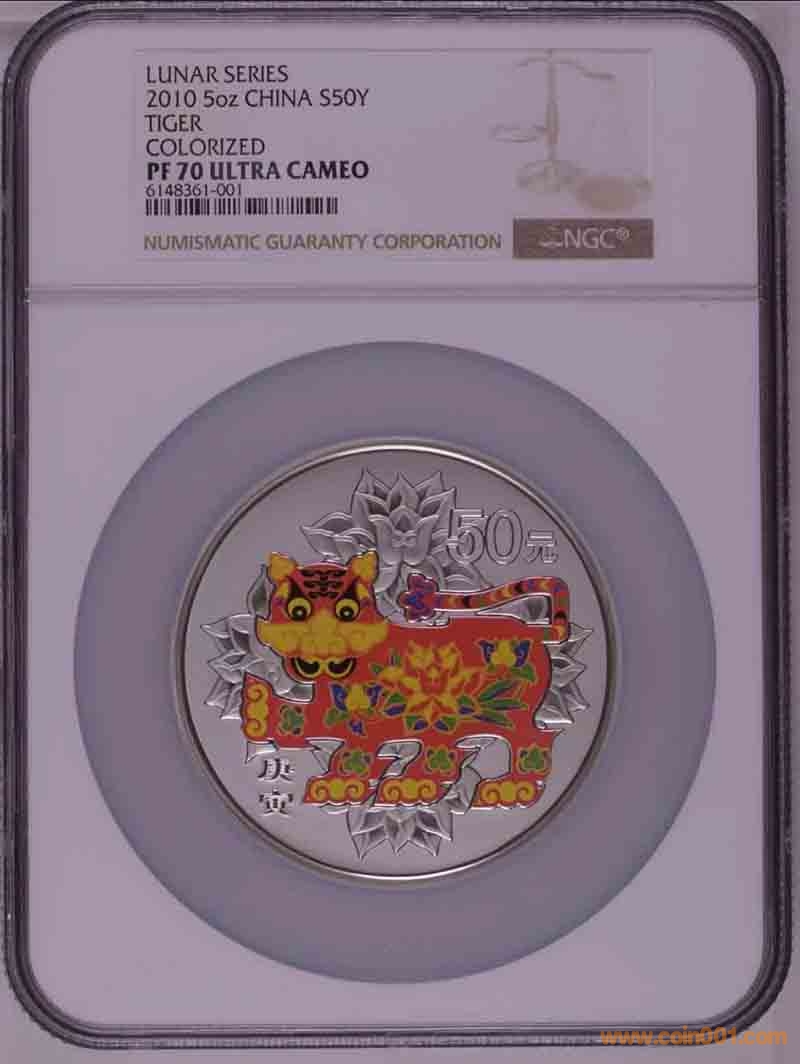 LUNAR SERIES
2010 5oz CHINA S50Y
TIGER
COLORIZED
PF 70 ULTRA CAMEO
6148361-001
NUMISMATIC GUARANTY CORPORATION
NGC®
50元
庚
寅
www.coin001.com